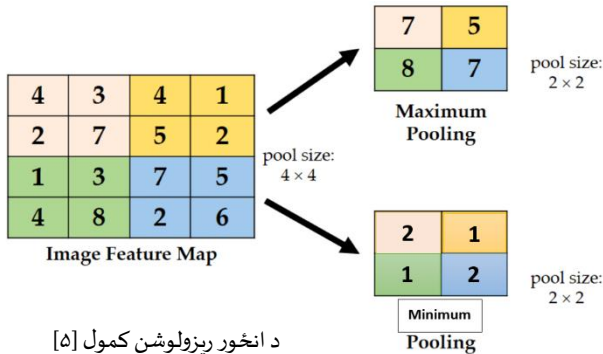 4 3 4 1
2 7 5 2
1 3 7 5
4 8 2 6
Image Feature Map
pool size:
4 × 4
7 5
8 7
Maximum
Pooling
pool size:
2 × 2
2 1
1 2
Minimum
Pooling
pool size:
2 × 2
د انځور ریزولوشن کمول [۵]